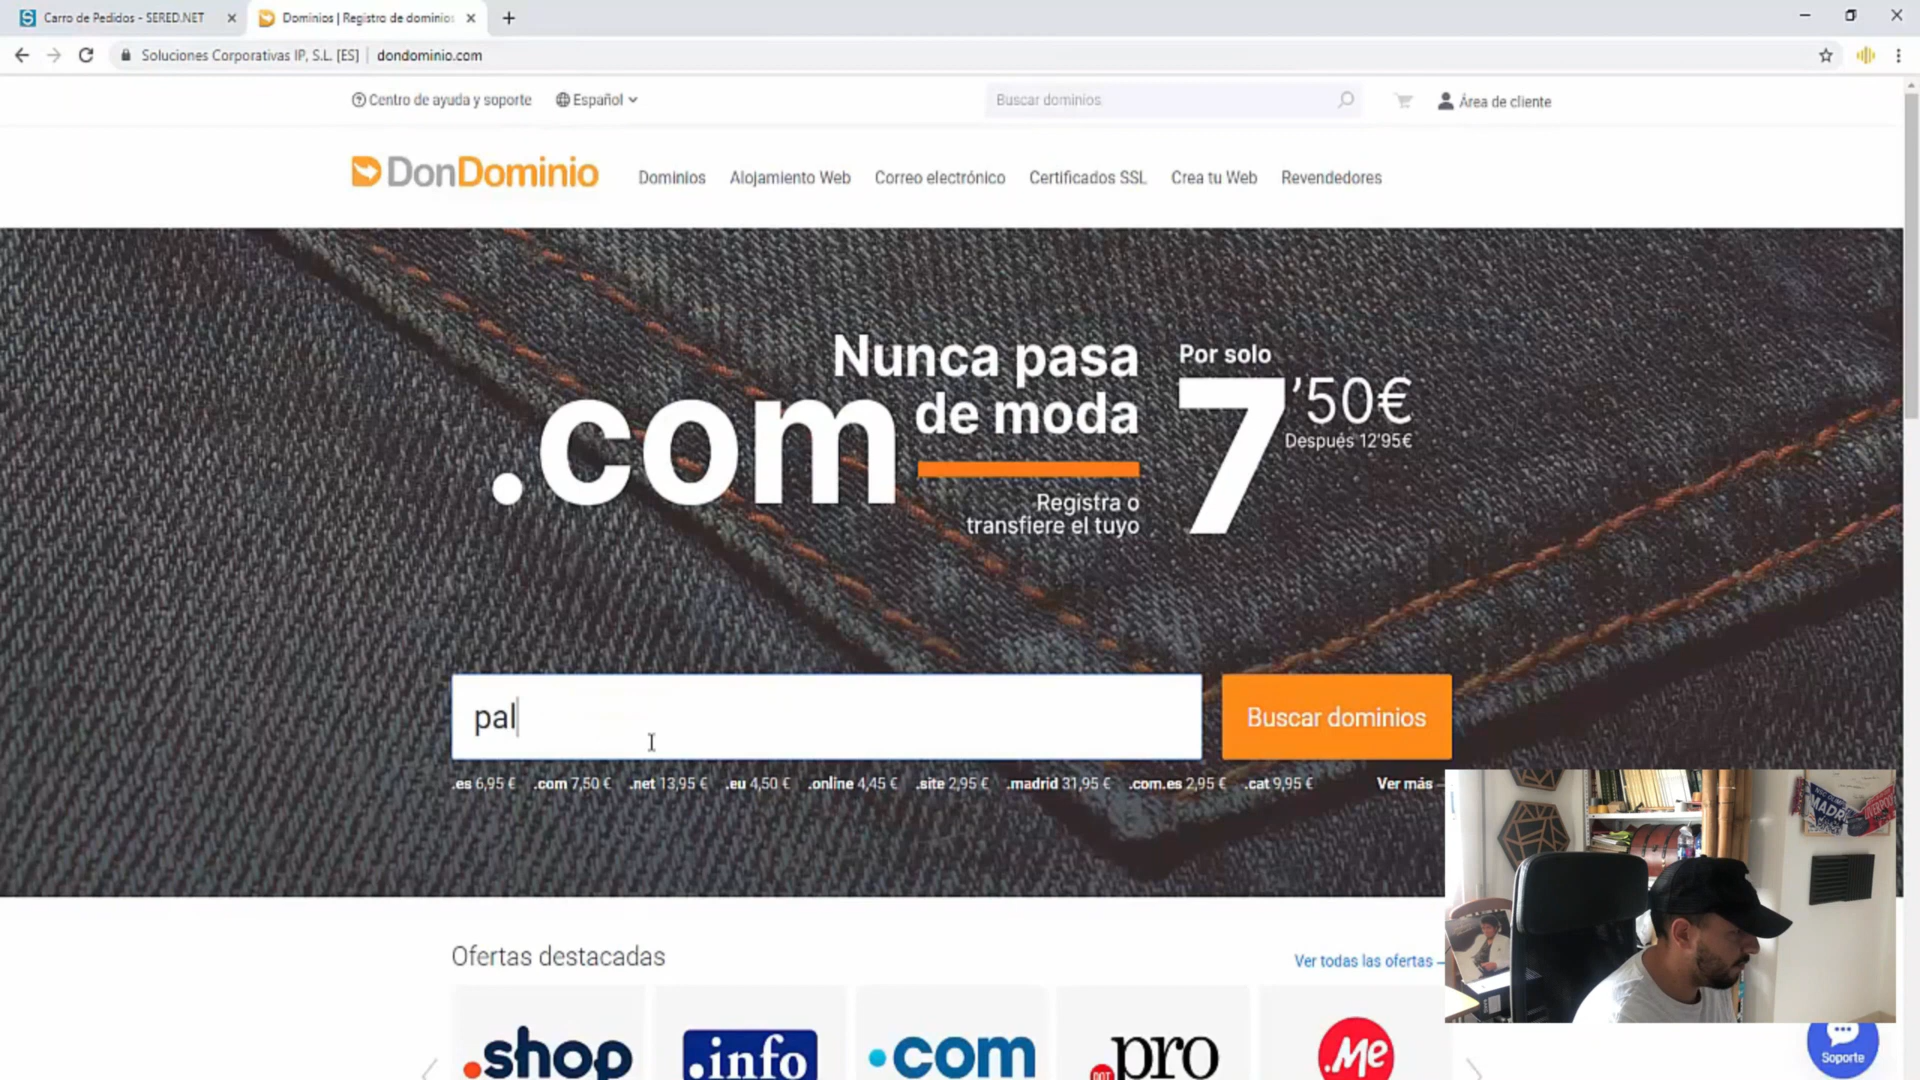 Carro de Pedidos - SERED.NET
Dominios | Registro de dominios
Soluciones Corporativas IP, S.L. [ES] | dondominio.com
Centro de ayuda y soporte
Español
Buscar dominios
Área de cliente
DonDominio
Dominios
Alojamiento Web
Correo electrónico
Certificados SSL
Crea tu Web
Revendedores
.com
Nunca pasa
de moda
Registra o
transfiere el tuyo
Por solo
7'50€
Después 12'95€
pal
Buscar dominios
.es 6,95 € .com 7,50 € .net 13,95 € .eu 4,50 € .online 4,45 € .site 2,95 € .madrid 31,95 € .com.es 2,95 € .cat 9,95 € Ver más
MADRI
LIVERPOOL
Ofertas destacadas
Ver todas las ofertas
.shop
.info
.com
DOT
pro
.Me
Soporte